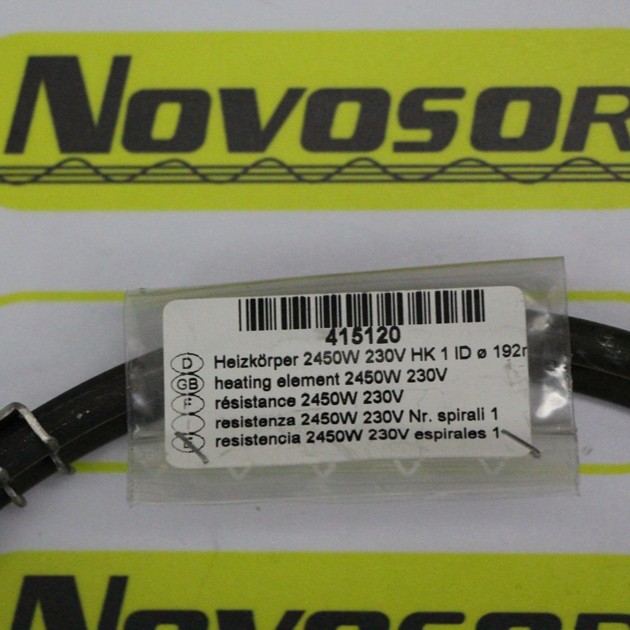 NOVOSOR
415120
D Heizkörper 2450W 230V HK 1 ID ø 192
GB heating element 2450W 230V
F résistance 2450W 230V
I resistenza 2450W 230V Nr. spirali 1
E resistencia 2450W 230V espirales 1
NOVOSOR